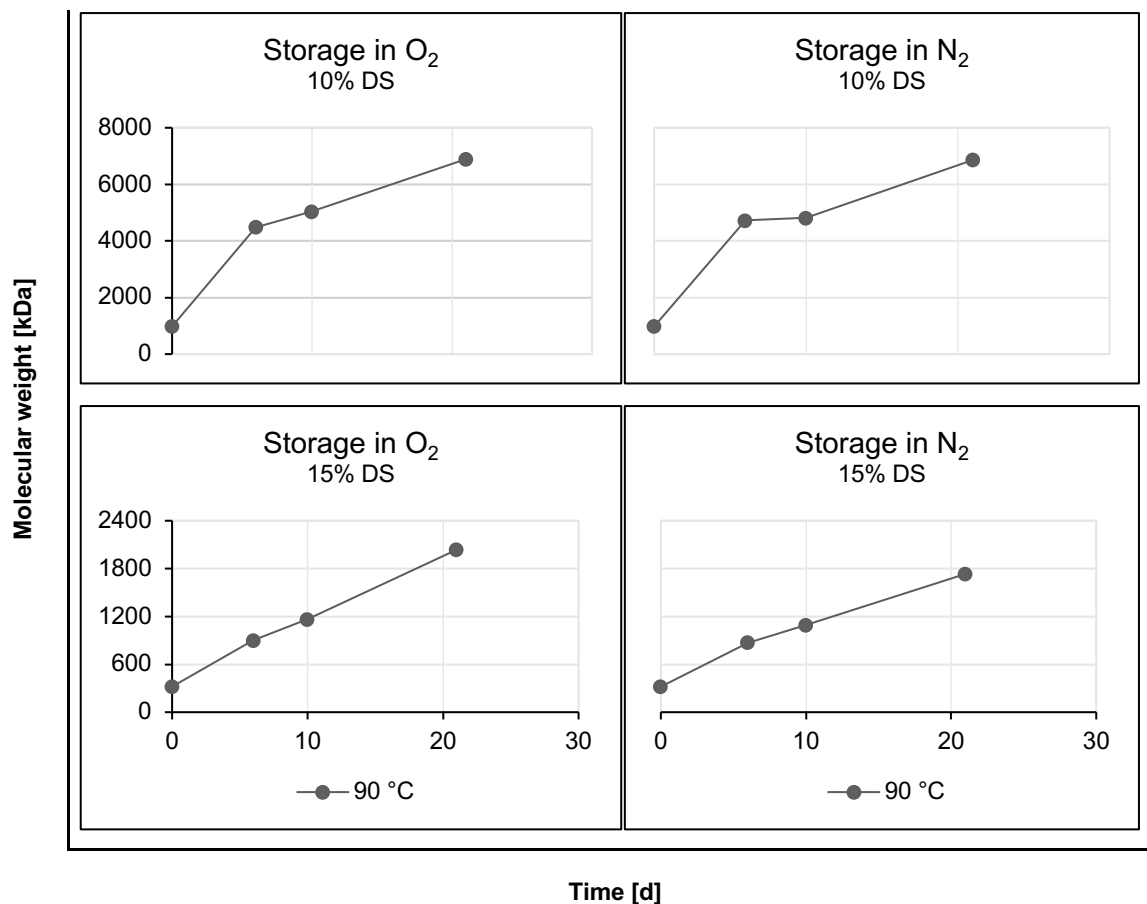 Storage in O₂
10% DS
8000
6000
4000
2000
0
Storage in N₂
10% DS
Molecular weight [kDa]
Storage in O₂
15% DS
2400
1800
1200
600
0
0 10 20 30
90 °C
Storage in N₂
15% DS
0 10 20 30
90 °C
Time [d]